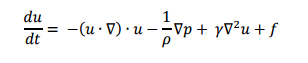 du/dt = −(u · ∇) · u − 1/ρ ∇p + γ∇²u + f